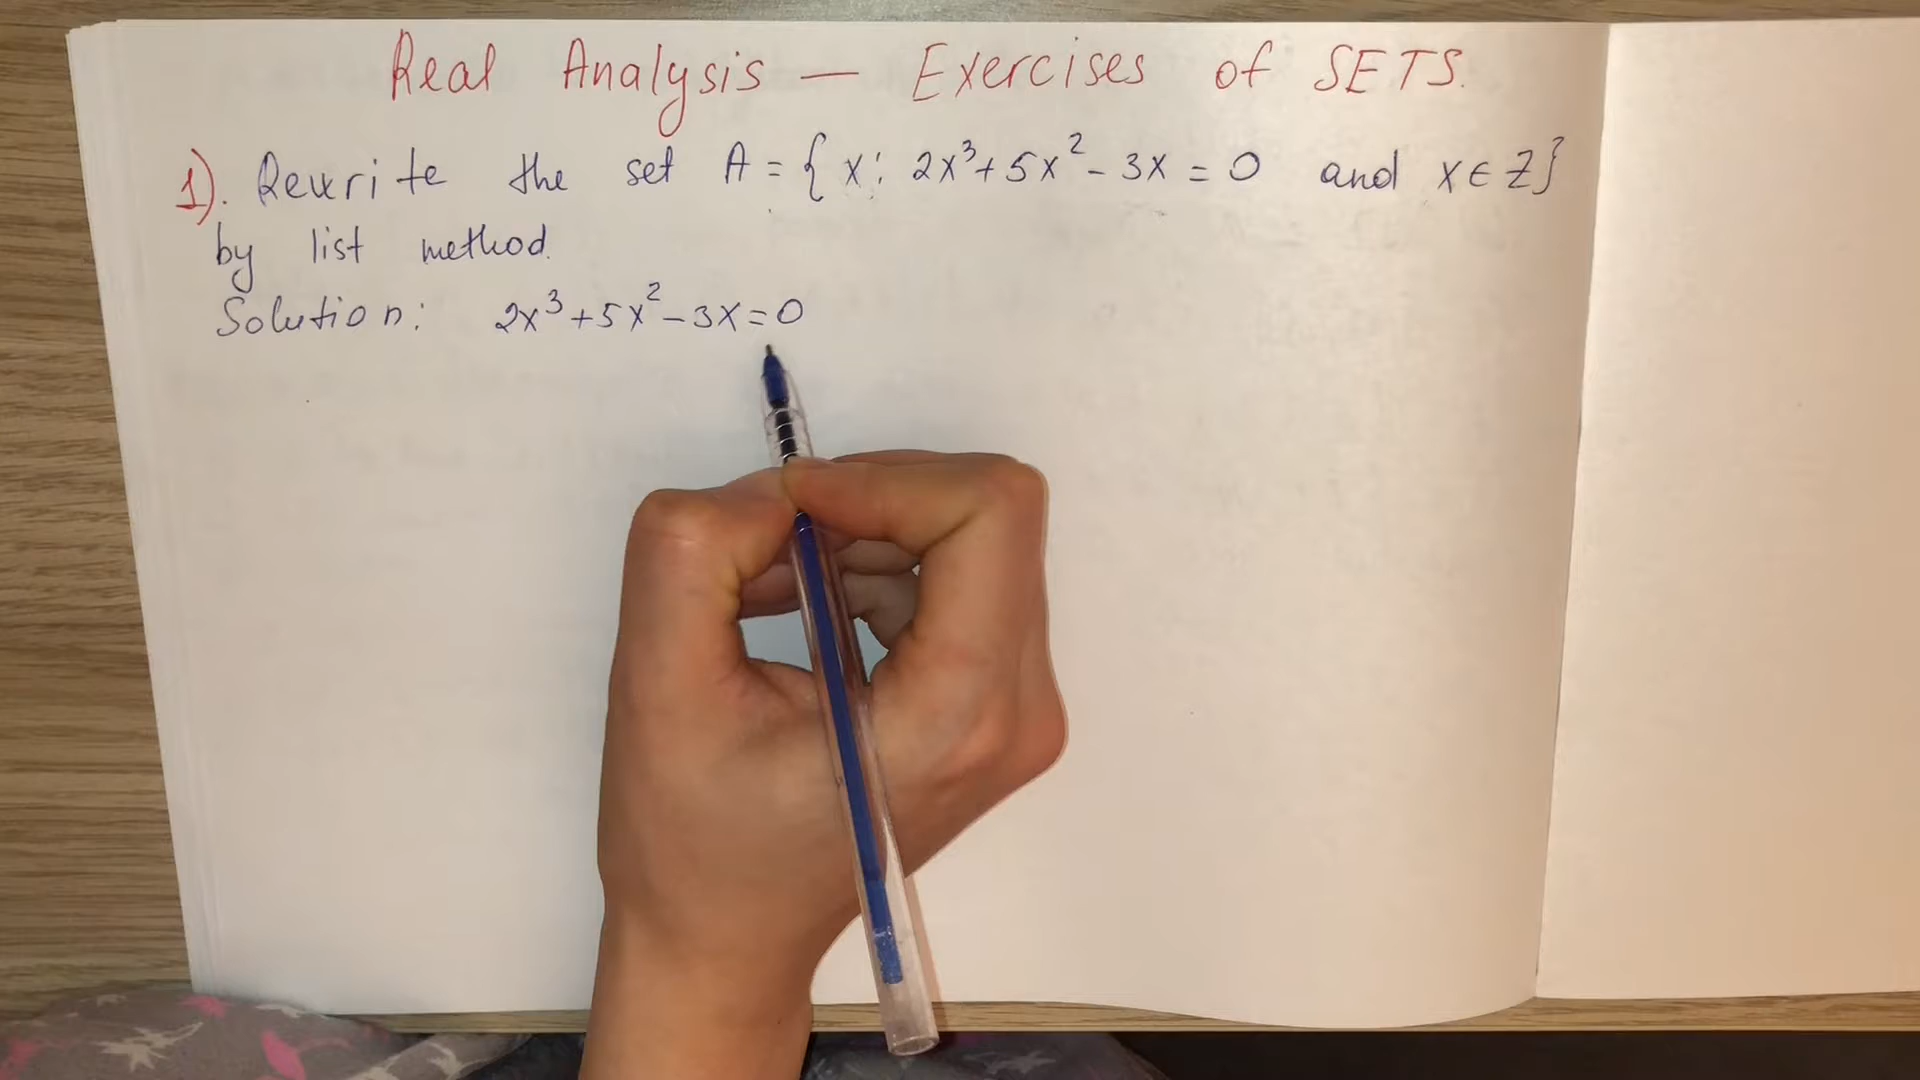 Real Analysis — Exercises of SETS.
1). Rewrite the set A = { x : 2x³ + 5x² - 3x = 0 and x ∈ Z }
by list method.
Solution: 2x³ + 5x² - 3x = 0